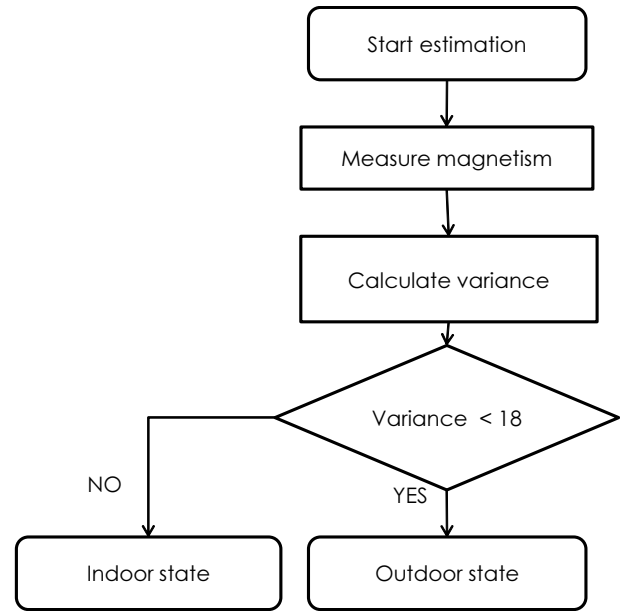 Start estimation
Measure magnetism
Calculate variance
Variance < 18
NO
YES
Indoor state
Outdoor state